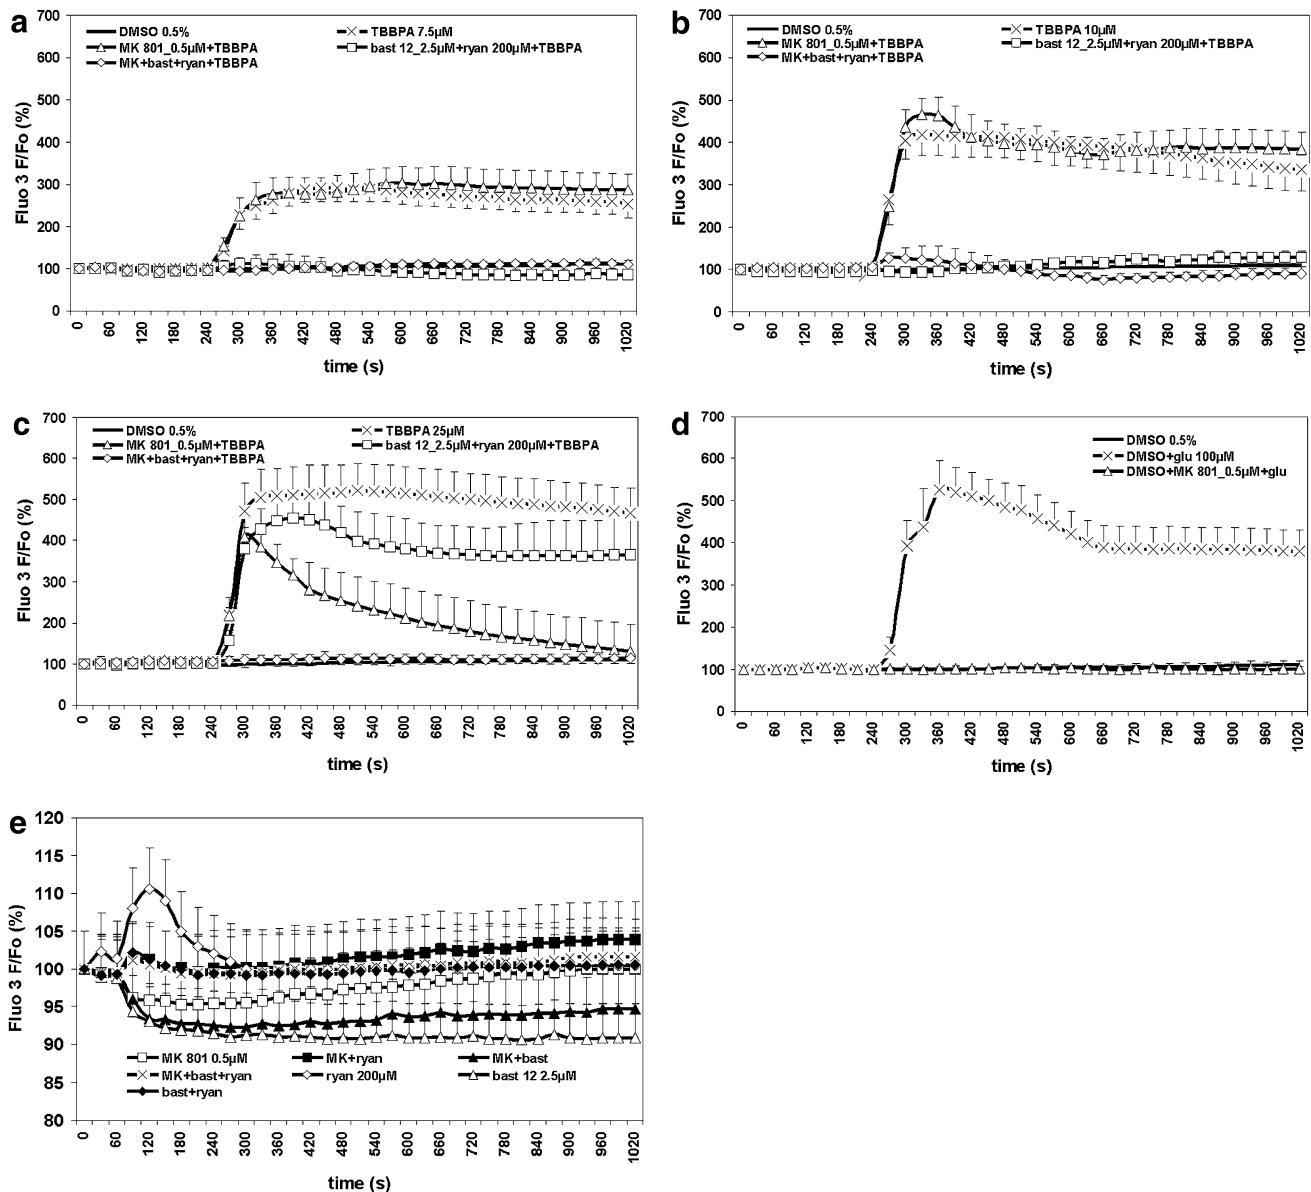 a
700
600
500
400
300
200
100
0
Fluo 3 F/Fo (%)
DMSO 0.5%
TBBPA 7.5µM
MK 801_0.5µM+TBBPA
bast 12_2.5µM+ryan 200µM+TBBPA
MK+bast+ryan+TBBPA
0 60 120 180 240 300 360 420 480 540 600 660 720 780 840 900 960 1020
time (s)
b
700
600
500
400
300
200
100
0
Fluo 3 F/Fo (%)
DMSO 0.5%
TBBPA 10µM
MK 801_0.5µM+TBBPA
bast 12_2.5µM+ryan 200µM+TBBPA
MK+bast+ryan+TBBPA
0 60 120 180 240 300 360 420 480 540 600 660 720 780 840 900 960 1020
time (s)
c
700
600
500
400
300
200
100
0
Fluo 3 F/Fo (%)
DMSO 0.5%
TBBPA 25µM
MK 801_0.5µM+TBBPA
bast 12_2.5µM+ryan 200µM+TBBPA
MK+bast+ryan+TBBPA
0 60 120 180 240 300 360 420 480 540 600 660 720 780 840 900 960 1020
time (s)
d
700
600
500
400
300
200
100
0
Fluo 3 F/Fo (%)
DMSO 0.5%
DMSO+glu 100µM
DMSO+MK 801_0.5µM+glu
0 60 120 180 240 300 360 420 480 540 600 660 720 780 840 900 960 1020
time (s)
e
120
115
110
105
100
95
90
85
80
Fluo 3 F/Fo (%)
MK 801 0.5µM
MK+ryan
MK+bast
MK+bast+ryan
ryan 200µM
bast 12 2.5µM
bast+ryan
0 60 120 180 240 300 360 420 480 540 600 660 720 780 840 900 960 1020
time (s)